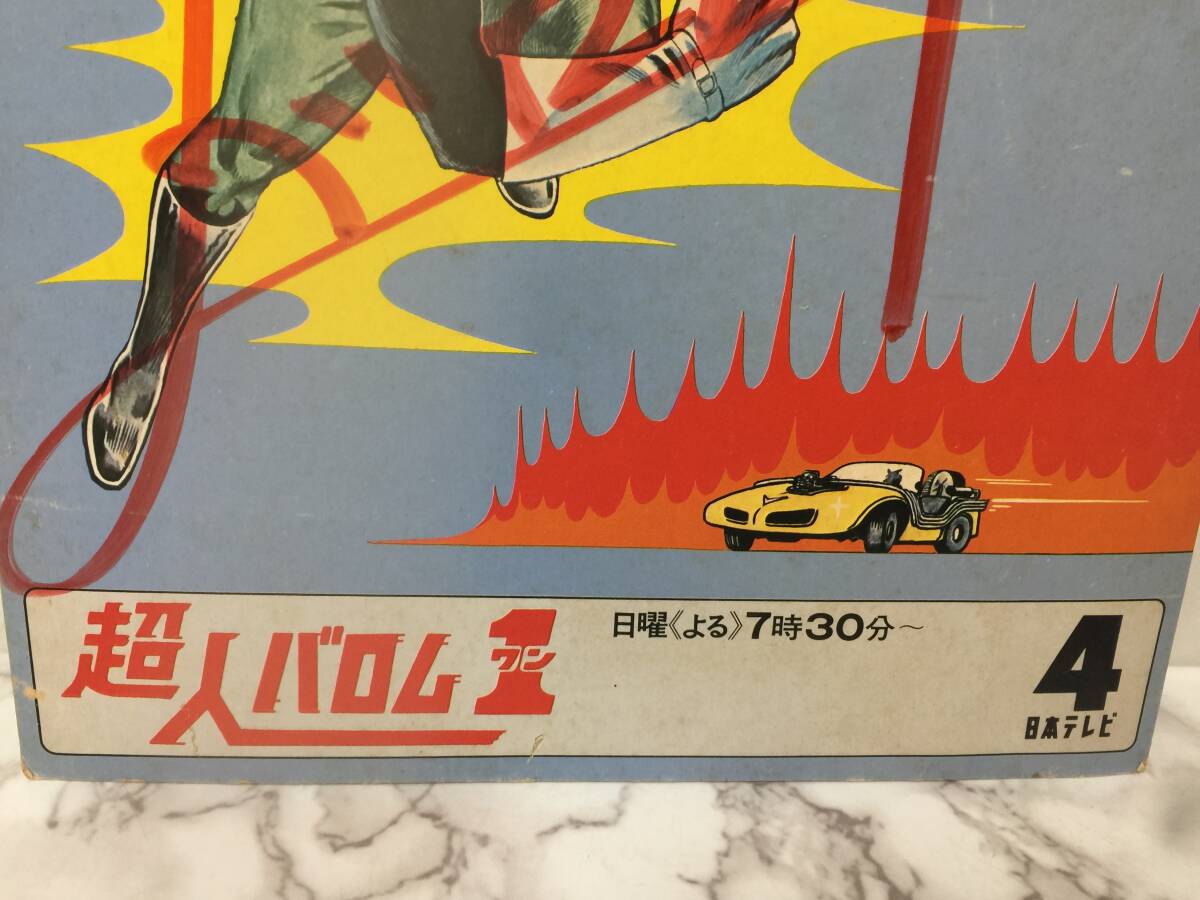 超人バロム1
ワン
日曜《よる》7時30分〜
4
日本テレビ